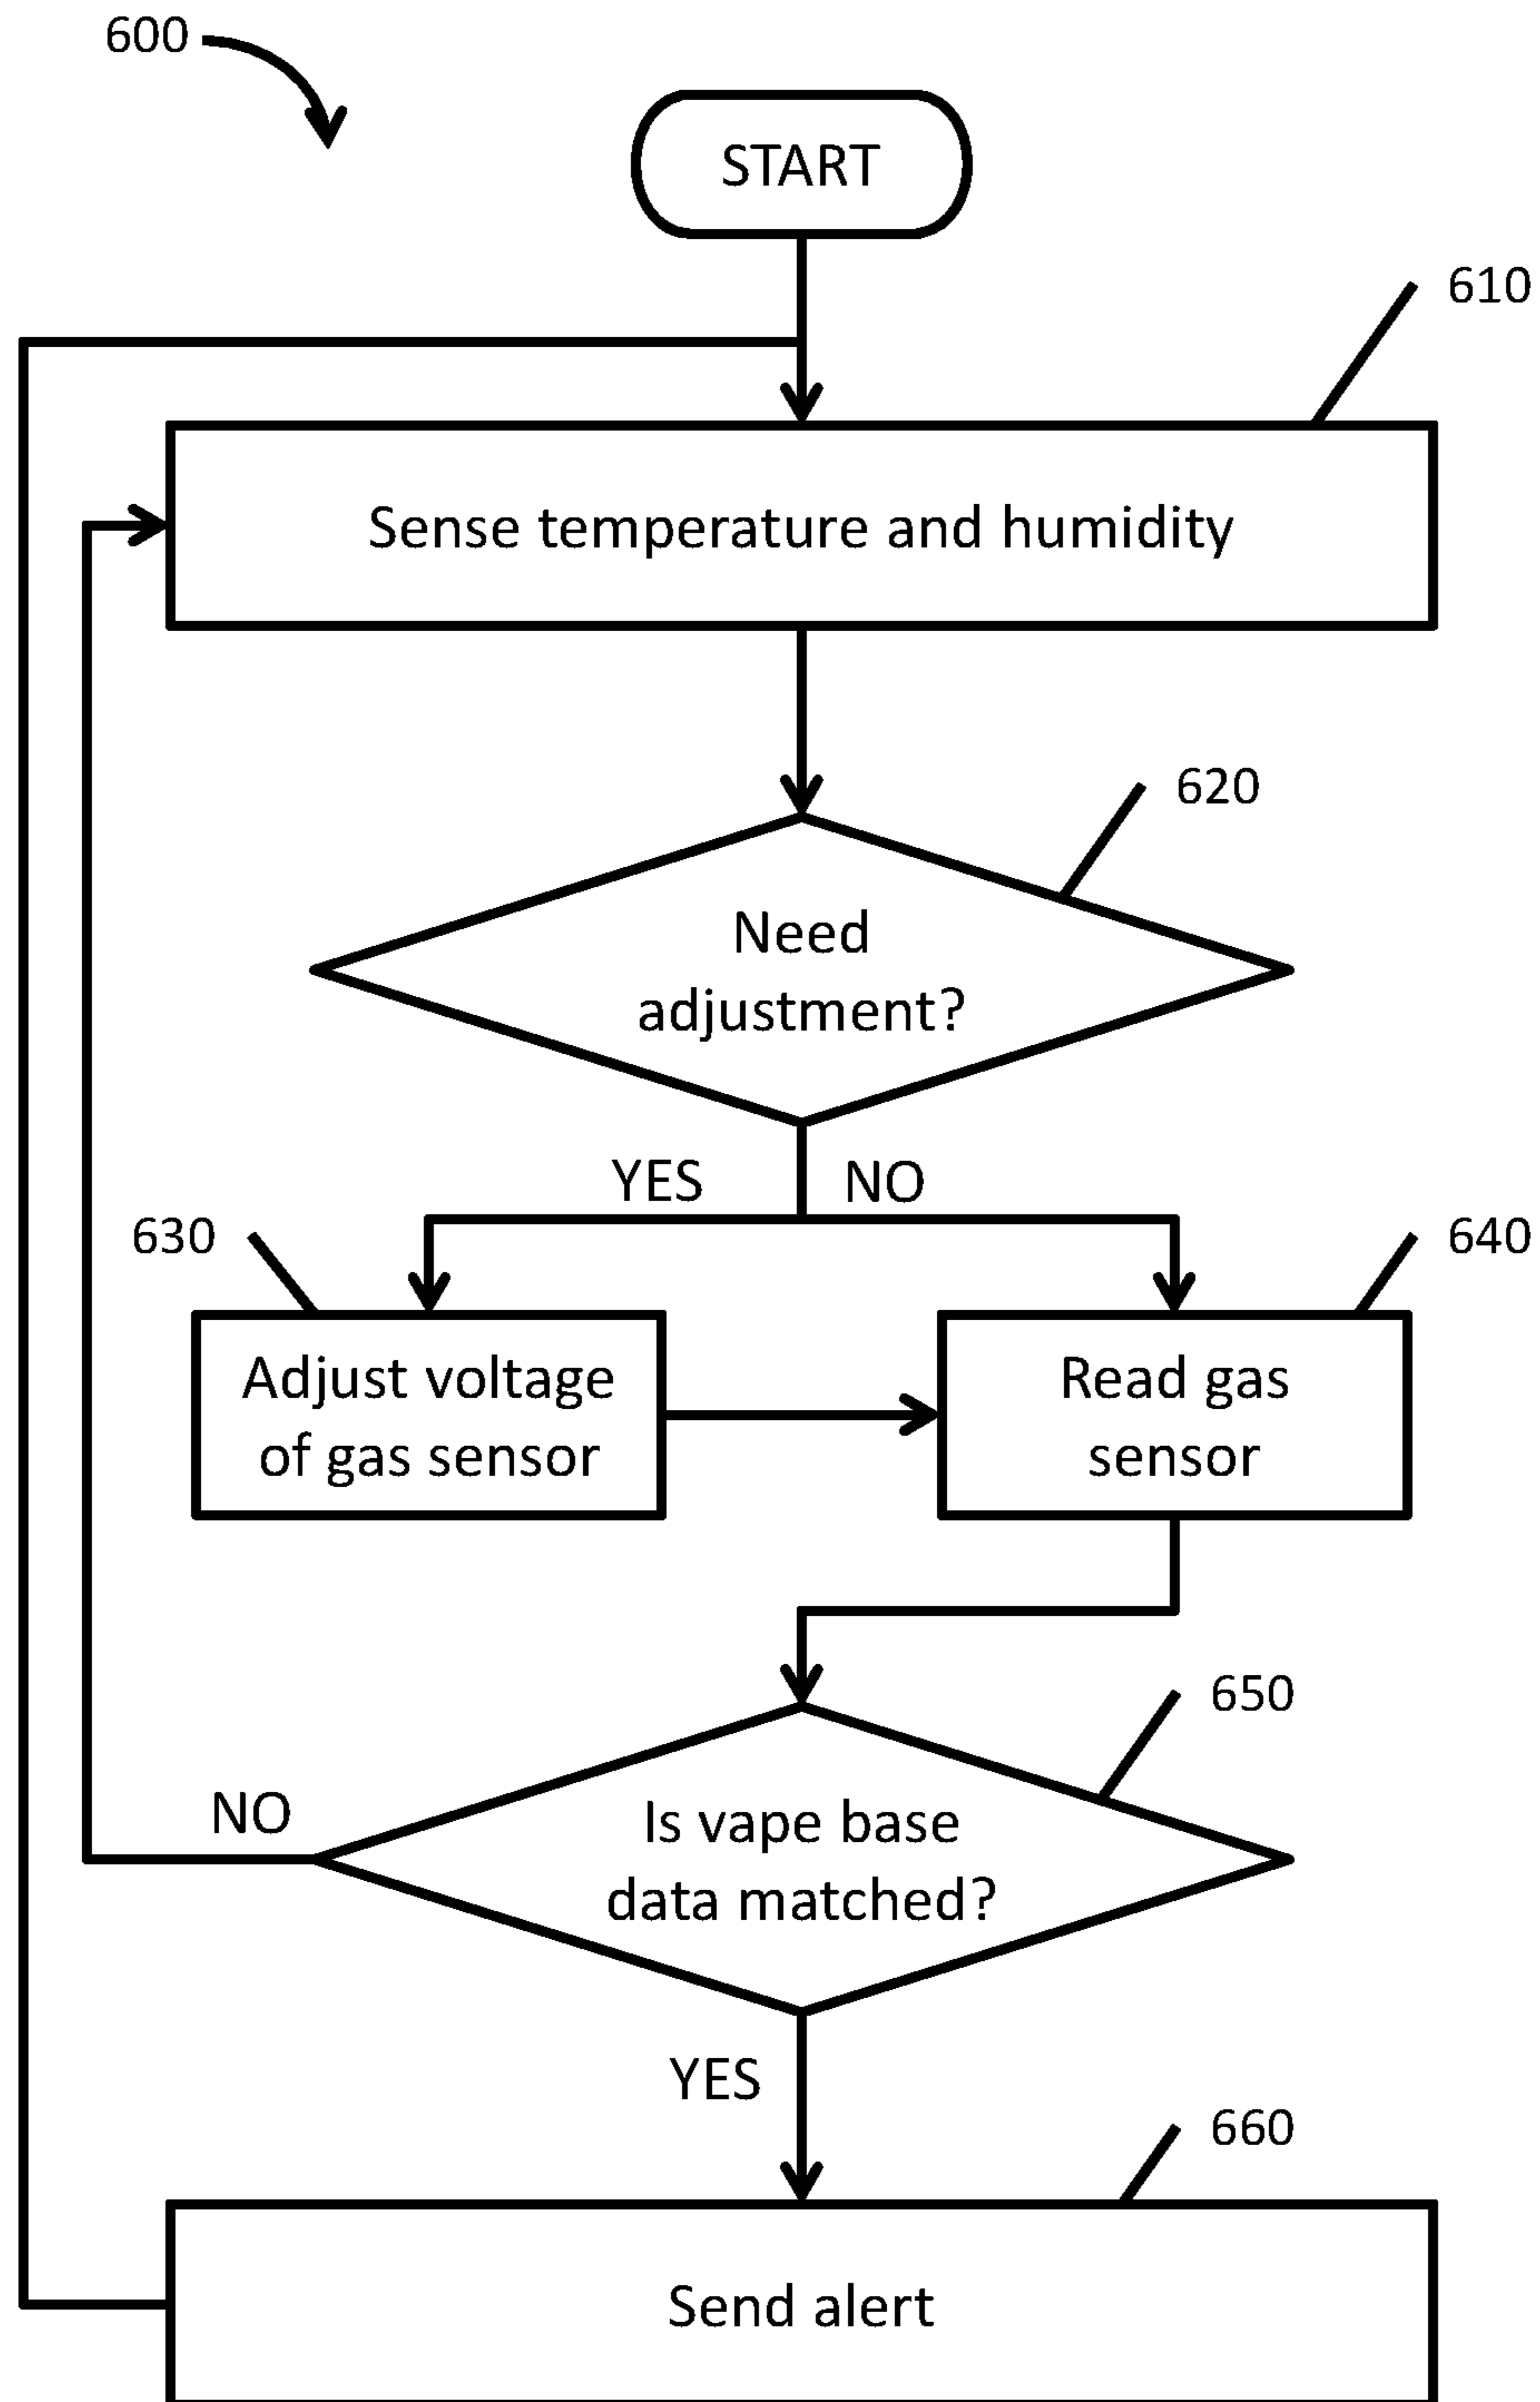 600
START
610
Sense temperature and humidity
620
Need
adjustment?
YES
NO
630
640
Adjust voltage
of gas sensor
Read gas
sensor
650
NO
Is vape base
data matched?
YES
660
Send alert